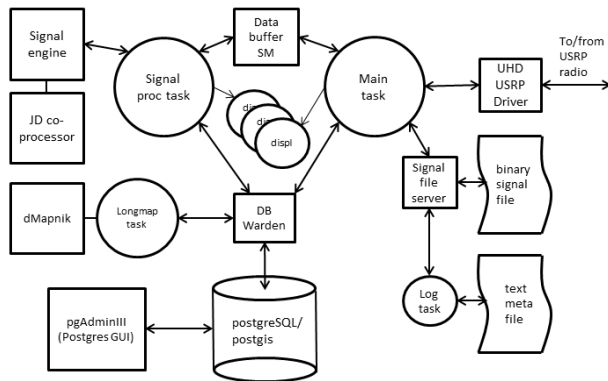 Signal
engine
JD co-
processor
Signal
proc task
Data
buffer
SM
disp
disp
displ
Main
task
UHD
USRP
Driver
To/from
USRP
radio
Signal
file
server
binary
signal
file
dMapnik
Longmap
task
DB
Warden
Log
task
text
meta
file
pgAdminIII
(Postgres GUI)
postgreSQL/
postgis